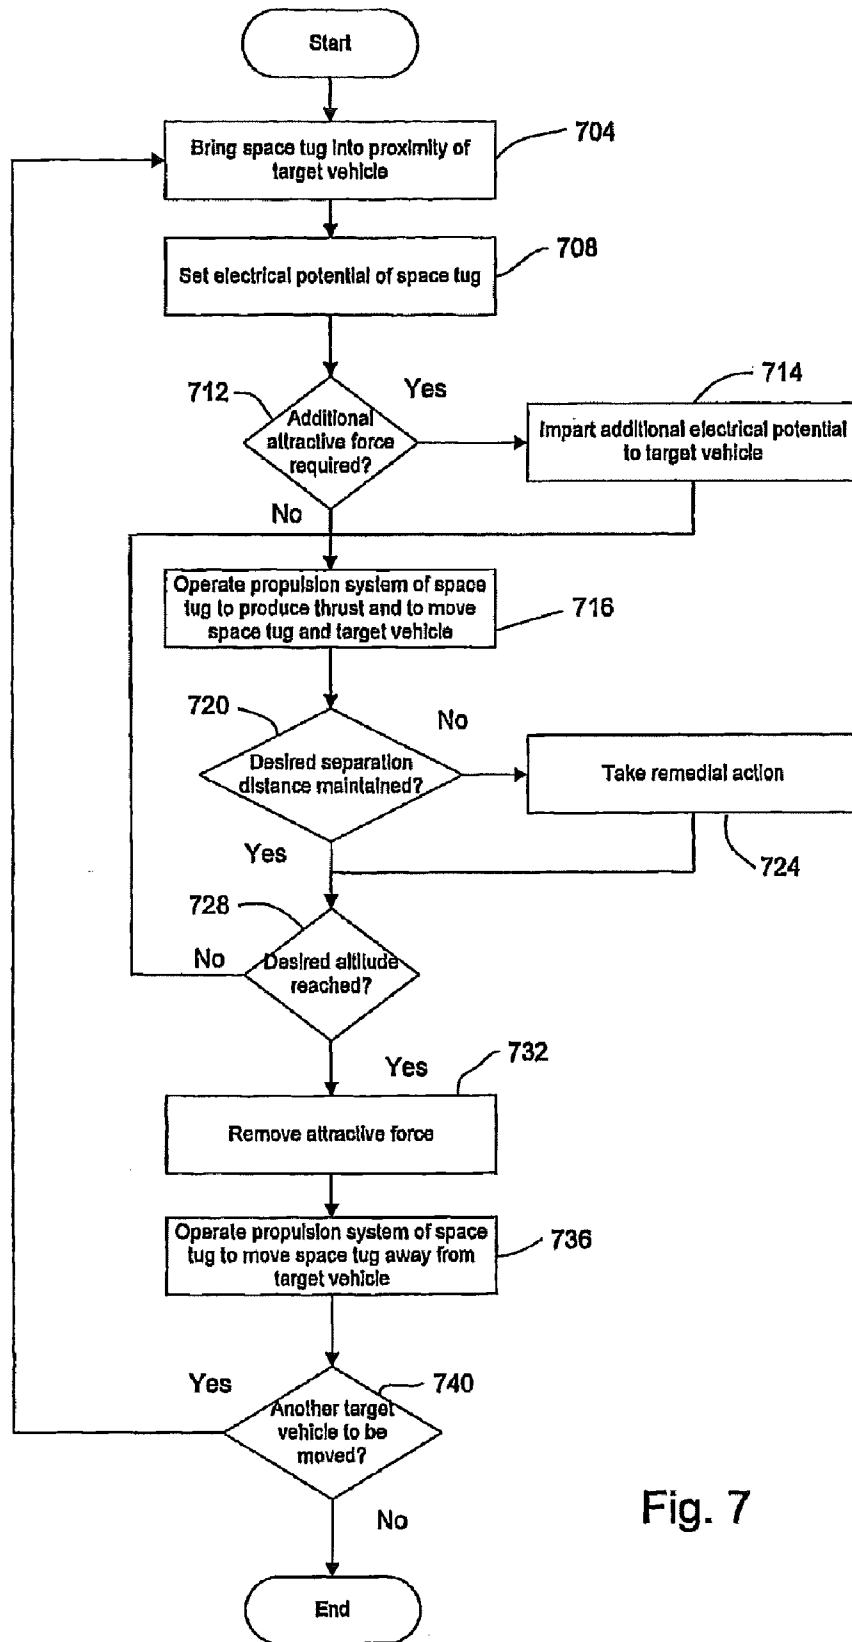 Start
Bring space tug into proximity of
target vehicle
704
Set electrical potential of space tug
708
712
Additional
attractive force
required?
Yes
714
Impart additional electrical potential
to target vehicle
No
Operate propulsion system of space
tug to produce thrust and to move
space tug and target vehicle
716
720
Desired separation
distance maintained?
No
Take remedial action
724
Yes
728
Desired altitude
reached?
No
Yes
732
Remove attractive force
Operate propulsion system of space
tug to move space tug away from
target vehicle
736
Yes
740
Another target
vehicle to be
moved?
No
End
Fig. 7